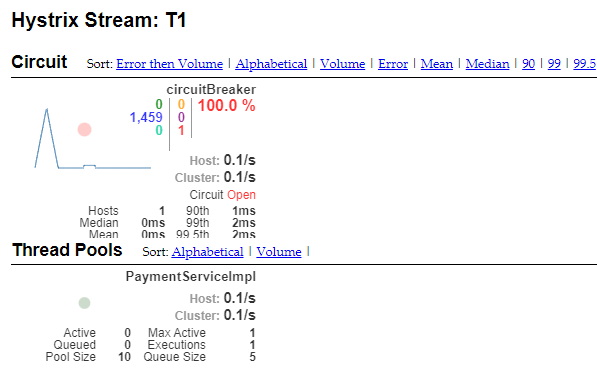 Hystrix Stream: T1
Circuit Sort: Error then Volume | Alphabetical | Volume | Error | Mean | Median | 90 | 99 | 99.5
circuitBreaker
0 0 100.0 %
1,459 0
0 1
Host: 0.1/s
Cluster: 0.1/s
Circuit Open
Hosts 1 90th 1ms
Median 0ms 99th 2ms
Mean 0ms 99.5th 2ms
Thread Pools Sort: Alphabetical | Volume |
PaymentServiceImpl
Host: 0.1/s
Cluster: 0.1/s
Active 0 Max Active 1
Queued 0 Executions 1
Pool Size 10 Queue Size 5